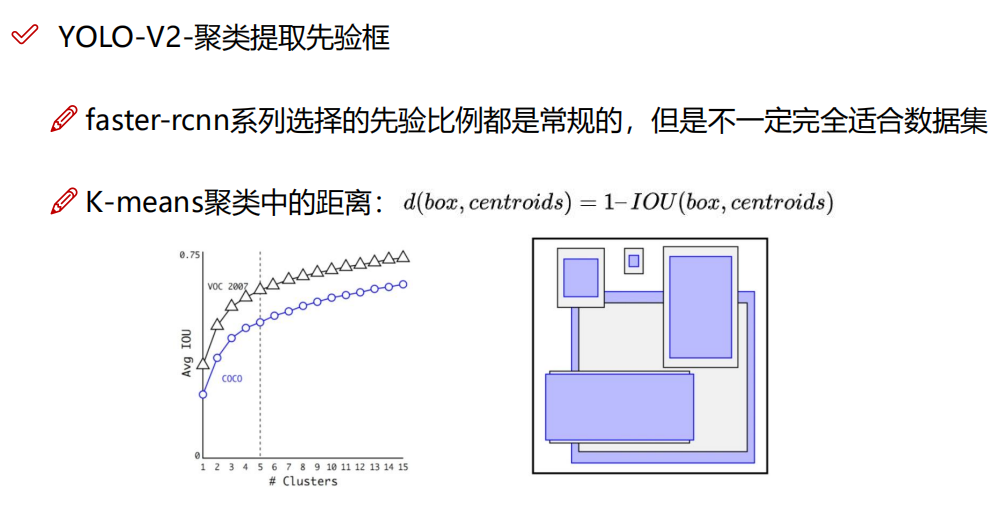 YOLO-V2-聚类提取先验框
faster-rcnn系列选择的先验比例都是常规的，但是不一定完全适合数据集
K-means聚类中的距离： d(box, centroids) = 1–IOU(box, centroids)
0.75
VOC 2007
Avg IOU
COCO
0
1 2 3 4 5 6 7 8 9 10 11 12 13 14 15
# Clusters